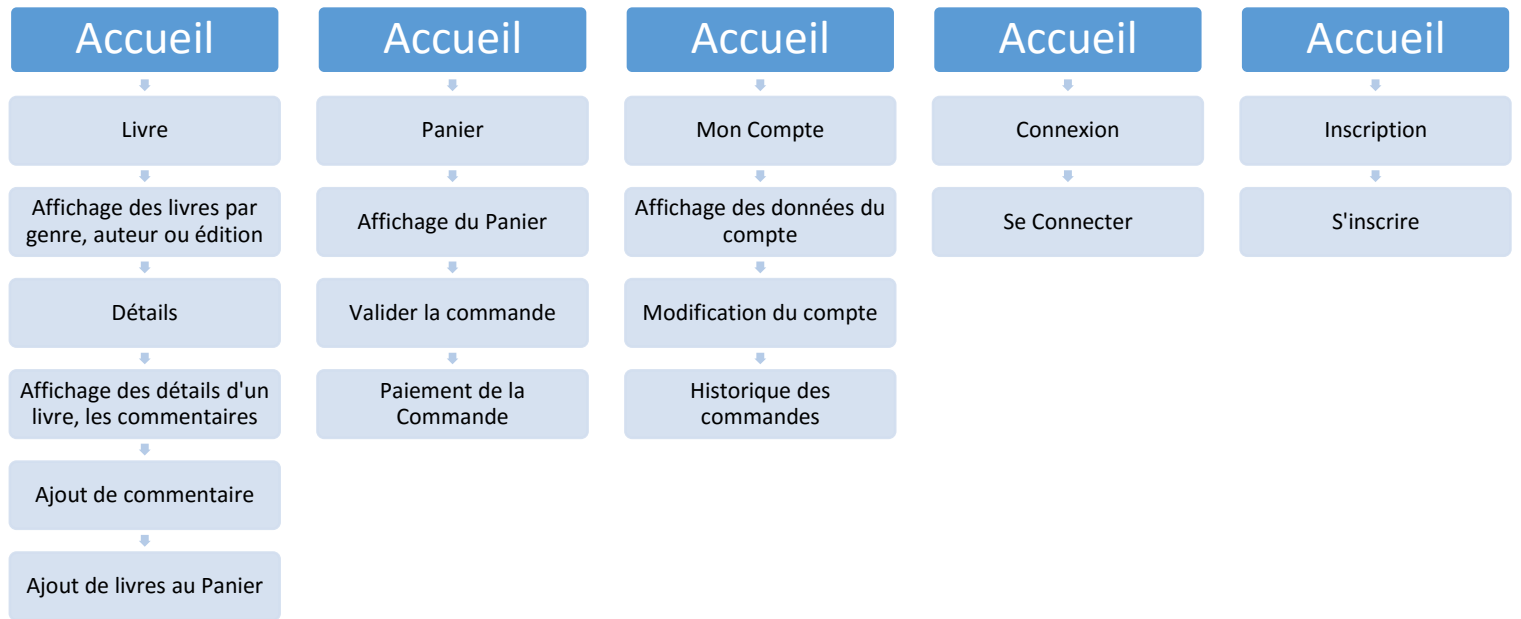 Accueil
Livre
Affichage des livres par
genre, auteur ou édition
Détails
Affichage des détails d'un
livre, les commentaires
Ajout de commentaire
Ajout de livres au Panier
Accueil
Panier
Affichage du Panier
Valider la commande
Paiement de la
Commande
Accueil
Mon Compte
Affichage des données du
compte
Modification du compte
Historique des
commandes
Accueil
Connexion
Se Connecter
Accueil
Inscription
S'inscrire